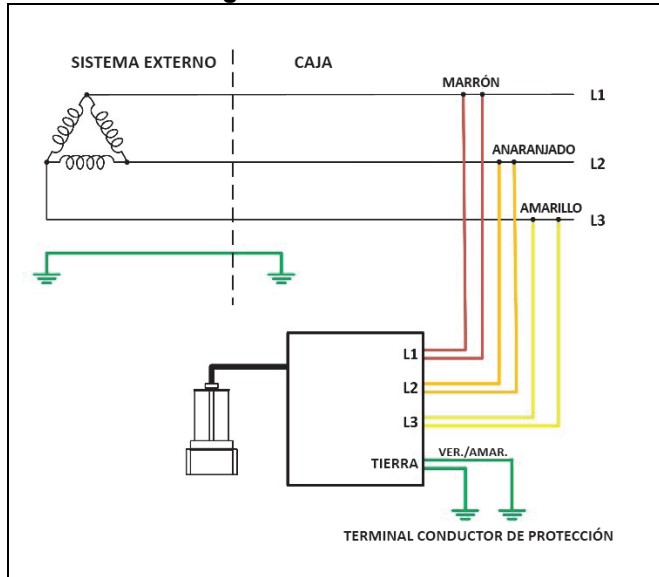 SISTEMA EXTERNO
CAJA
MARRÓN
L1
ANARANJADO
L2
AMARILLO
L3
L1
L2
L3
TIERRA
VER./AMAR.
TERMINAL CONDUCTOR DE PROTECCIÓN